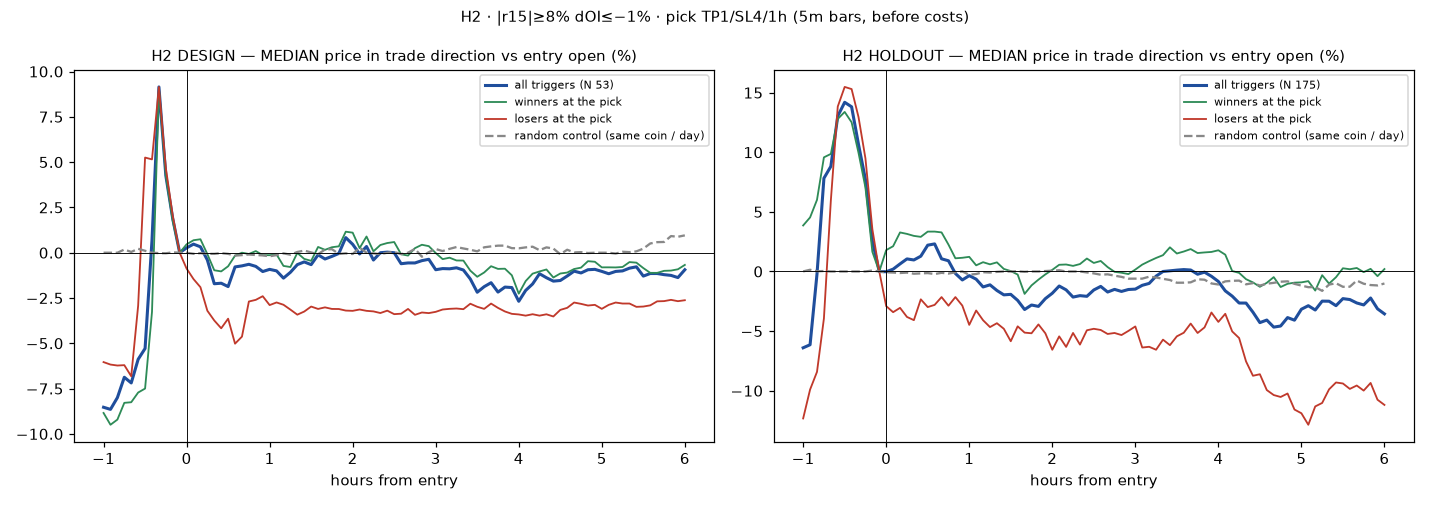 H2 · |r15|≥8% dOI≤−1% · pick TP1/SL4/1h (5m bars, before costs)
H2 DESIGN — MEDIAN price in trade direction vs entry open (%)
10.0
7.5
5.0
2.5
0.0
−2.5
−5.0
−7.5
−10.0
all triggers (N 53)
winners at the pick
losers at the pick
random control (same coin / day)
−1 0 1 2 3 4 5 6
hours from entry
H2 HOLDOUT — MEDIAN price in trade direction vs entry open (%)
15
10
5
0
−5
−10
all triggers (N 175)
winners at the pick
losers at the pick
random control (same coin / day)
−1 0 1 2 3 4 5 6
hours from entry